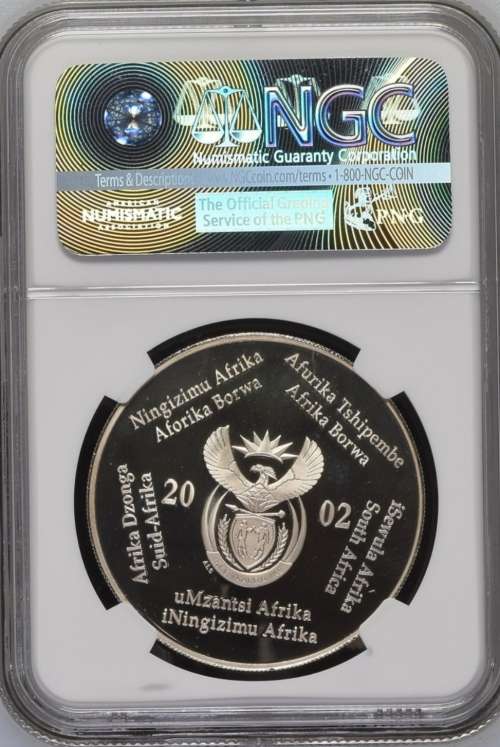 NGC
Numismatic Guaranty Corporation
Terms & Descriptions NGCcoin.com/terms • 1-800-NGC-COIN
AMERICAN
NUMISMATIC
ASSOCIATION
The Official Grading
Service of the PNG
PNG
Ningizimu Afrika
Aforika Borwa
Afurika Tshipembe
Afrika Borwa
Afrika Dzonga
Suid-Afrika
20
02
iSewula Afrika
South Africa
uMzantsi Afrika
iNingizimu Afrika